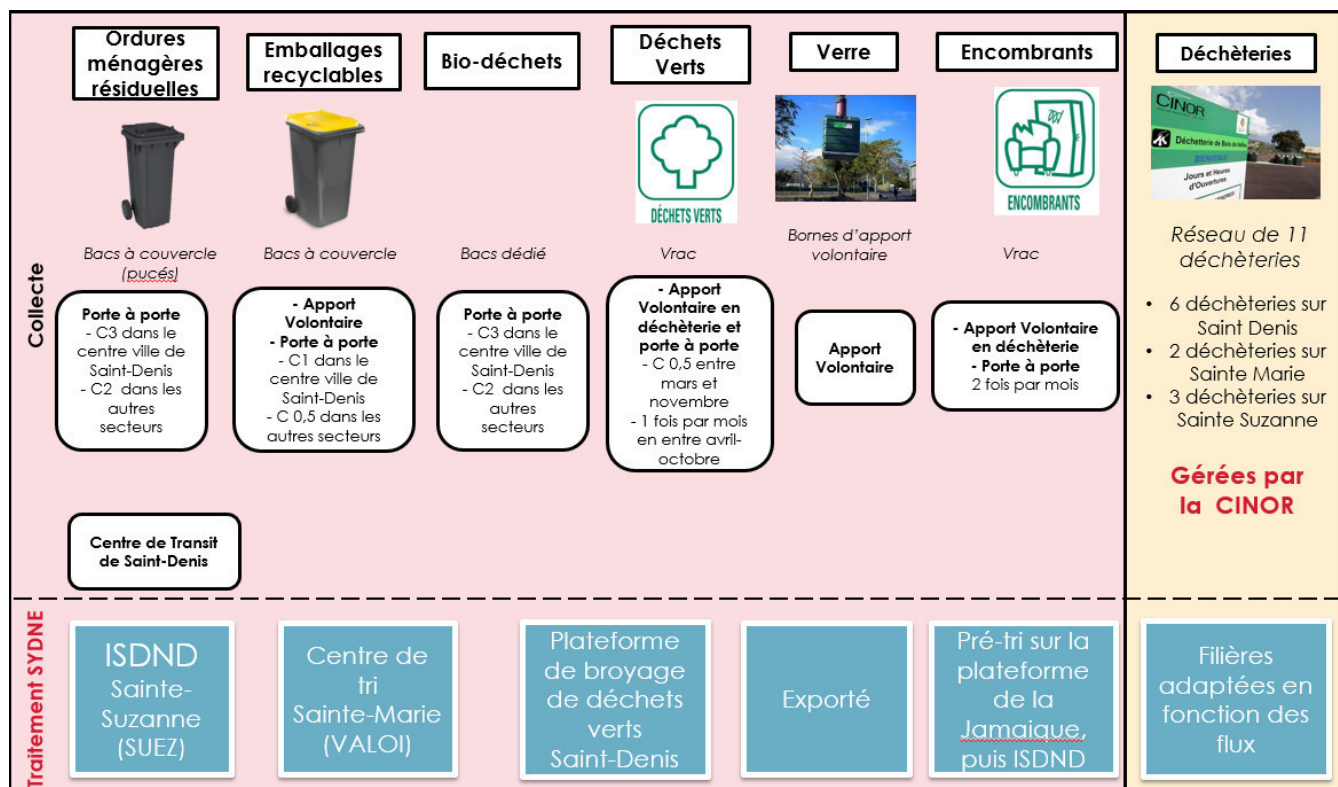 Ordures
ménagères
résiduelles
Emballages
recyclables
Bio-déchets
Déchets
Verts
Verre
Encombrants
Déchèteries
DÉCHETS VERTS
ENCOMBRANTS
CINOR
Déchetterie de Bois de Nèfles
BIENVENUE
Jours et Heures
d'Ouvertures
Collecte
Bacs à couvercle
(pucés)
Bacs à couvercle
Bacs dédié
Vrac
Bornes d'apport
volontaire
Vrac
Réseau de 11
déchèteries
Porte à porte
- C3 dans le
centre ville de
Saint-Denis
- C2 dans les
autres
secteurs
- Apport
Volontaire
- Porte à porte
- C1 dans le
centre ville de
Saint-Denis
- C 0,5 dans les
autres secteurs
Porte à porte
- C3 dans le
centre ville de
Saint-Denis
- C2 dans les
autres
secteurs
- Apport
Volontaire en
déchèterie et
porte à porte
- C 0,5 entre
mars et
novembre
- 1 fois par mois
en entre avril-
octobre
Apport
Volontaire
- Apport Volontaire
en déchèterie
- Porte à porte
2 fois par mois
• 6 déchèteries sur
Saint Denis
• 2 déchèteries sur
Sainte Marie
• 3 déchèteries sur
Sainte Suzanne
Gérées par
la CINOR
Centre de Transit
de Saint-Denis
Traitement SYDNE
ISDND
Sainte-
Suzanne
(SUEZ)
Centre de
tri
Sainte-Marie
(VALOI)
Plateforme
de broyage
de déchets
verts
Saint-Denis
Exporté
Pré-tri sur la
plateforme
de la
Jamaique,
puis ISDND
Filières
adaptées en
fonction des
flux